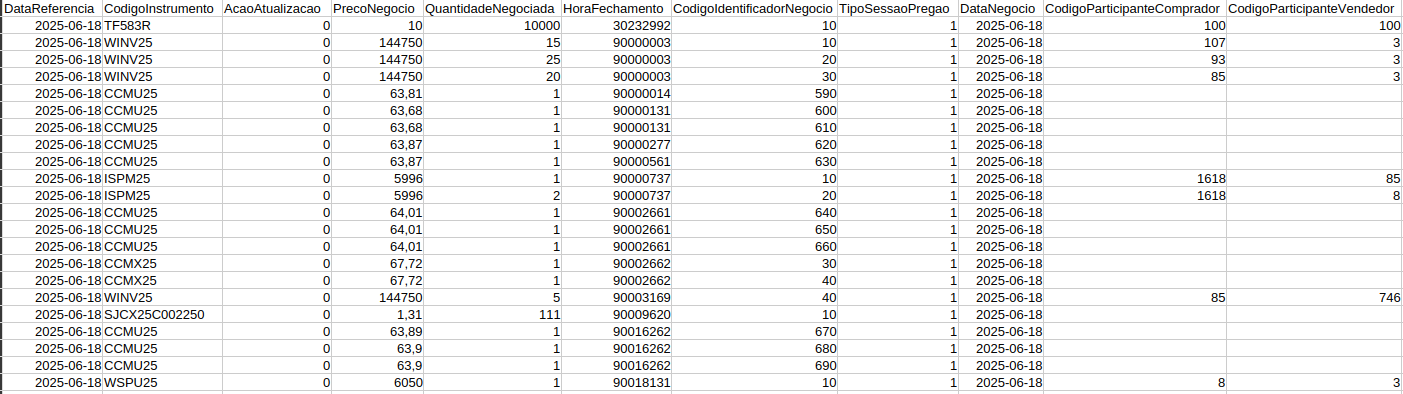 DataReferencia CodigoInstrumento AcaoAtualizacao PrecoNegocio QuantidadeNegociada HoraFechamento CodigoIdentificadorNegocio TipoSessaoPregao DataNegocio CodigoParticipanteComprador CodigoParticipanteVendedor
2025-06-18 TF583R 0 10 10000 30232992 10 1 2025-06-18 100 100
2025-06-18 WINV25 0 144750 15 90000003 10 1 2025-06-18 107 3
2025-06-18 WINV25 0 144750 25 90000003 20 1 2025-06-18 93 3
2025-06-18 WINV25 0 144750 20 90000003 30 1 2025-06-18 85 3
2025-06-18 CCMU25 0 63,81 1 90000014 590 1 2025-06-18
2025-06-18 CCMU25 0 63,68 1 90000131 600 1 2025-06-18
2025-06-18 CCMU25 0 63,68 1 90000131 610 1 2025-06-18
2025-06-18 CCMU25 0 63,87 1 90000277 620 1 2025-06-18
2025-06-18 CCMU25 0 63,87 1 90000561 630 1 2025-06-18
2025-06-18 ISPM25 0 5996 1 90000737 10 1 2025-06-18 1618 85
2025-06-18 ISPM25 0 5996 2 90000737 20 1 2025-06-18 1618 8
2025-06-18 CCMU25 0 64,01 1 90002661 640 1 2025-06-18
2025-06-18 CCMU25 0 64,01 1 90002661 650 1 2025-06-18
2025-06-18 CCMU25 0 64,01 1 90002661 660 1 2025-06-18
2025-06-18 CCMX25 0 67,72 1 90002662 30 1 2025-06-18
2025-06-18 CCMX25 0 67,72 1 90002662 40 1 2025-06-18
2025-06-18 WINV25 0 144750 5 90003169 40 1 2025-06-18 85 746
2025-06-18 SJCX25C002250 0 1,31 111 90009620 10 1 2025-06-18
2025-06-18 CCMU25 0 63,89 1 90016262 670 1 2025-06-18
2025-06-18 CCMU25 0 63,9 1 90016262 680 1 2025-06-18
2025-06-18 CCMU25 0 63,9 1 90016262 690 1 2025-06-18
2025-06-18 WSPU25 0 6050 1 90018131 10 1 2025-06-18 8 3